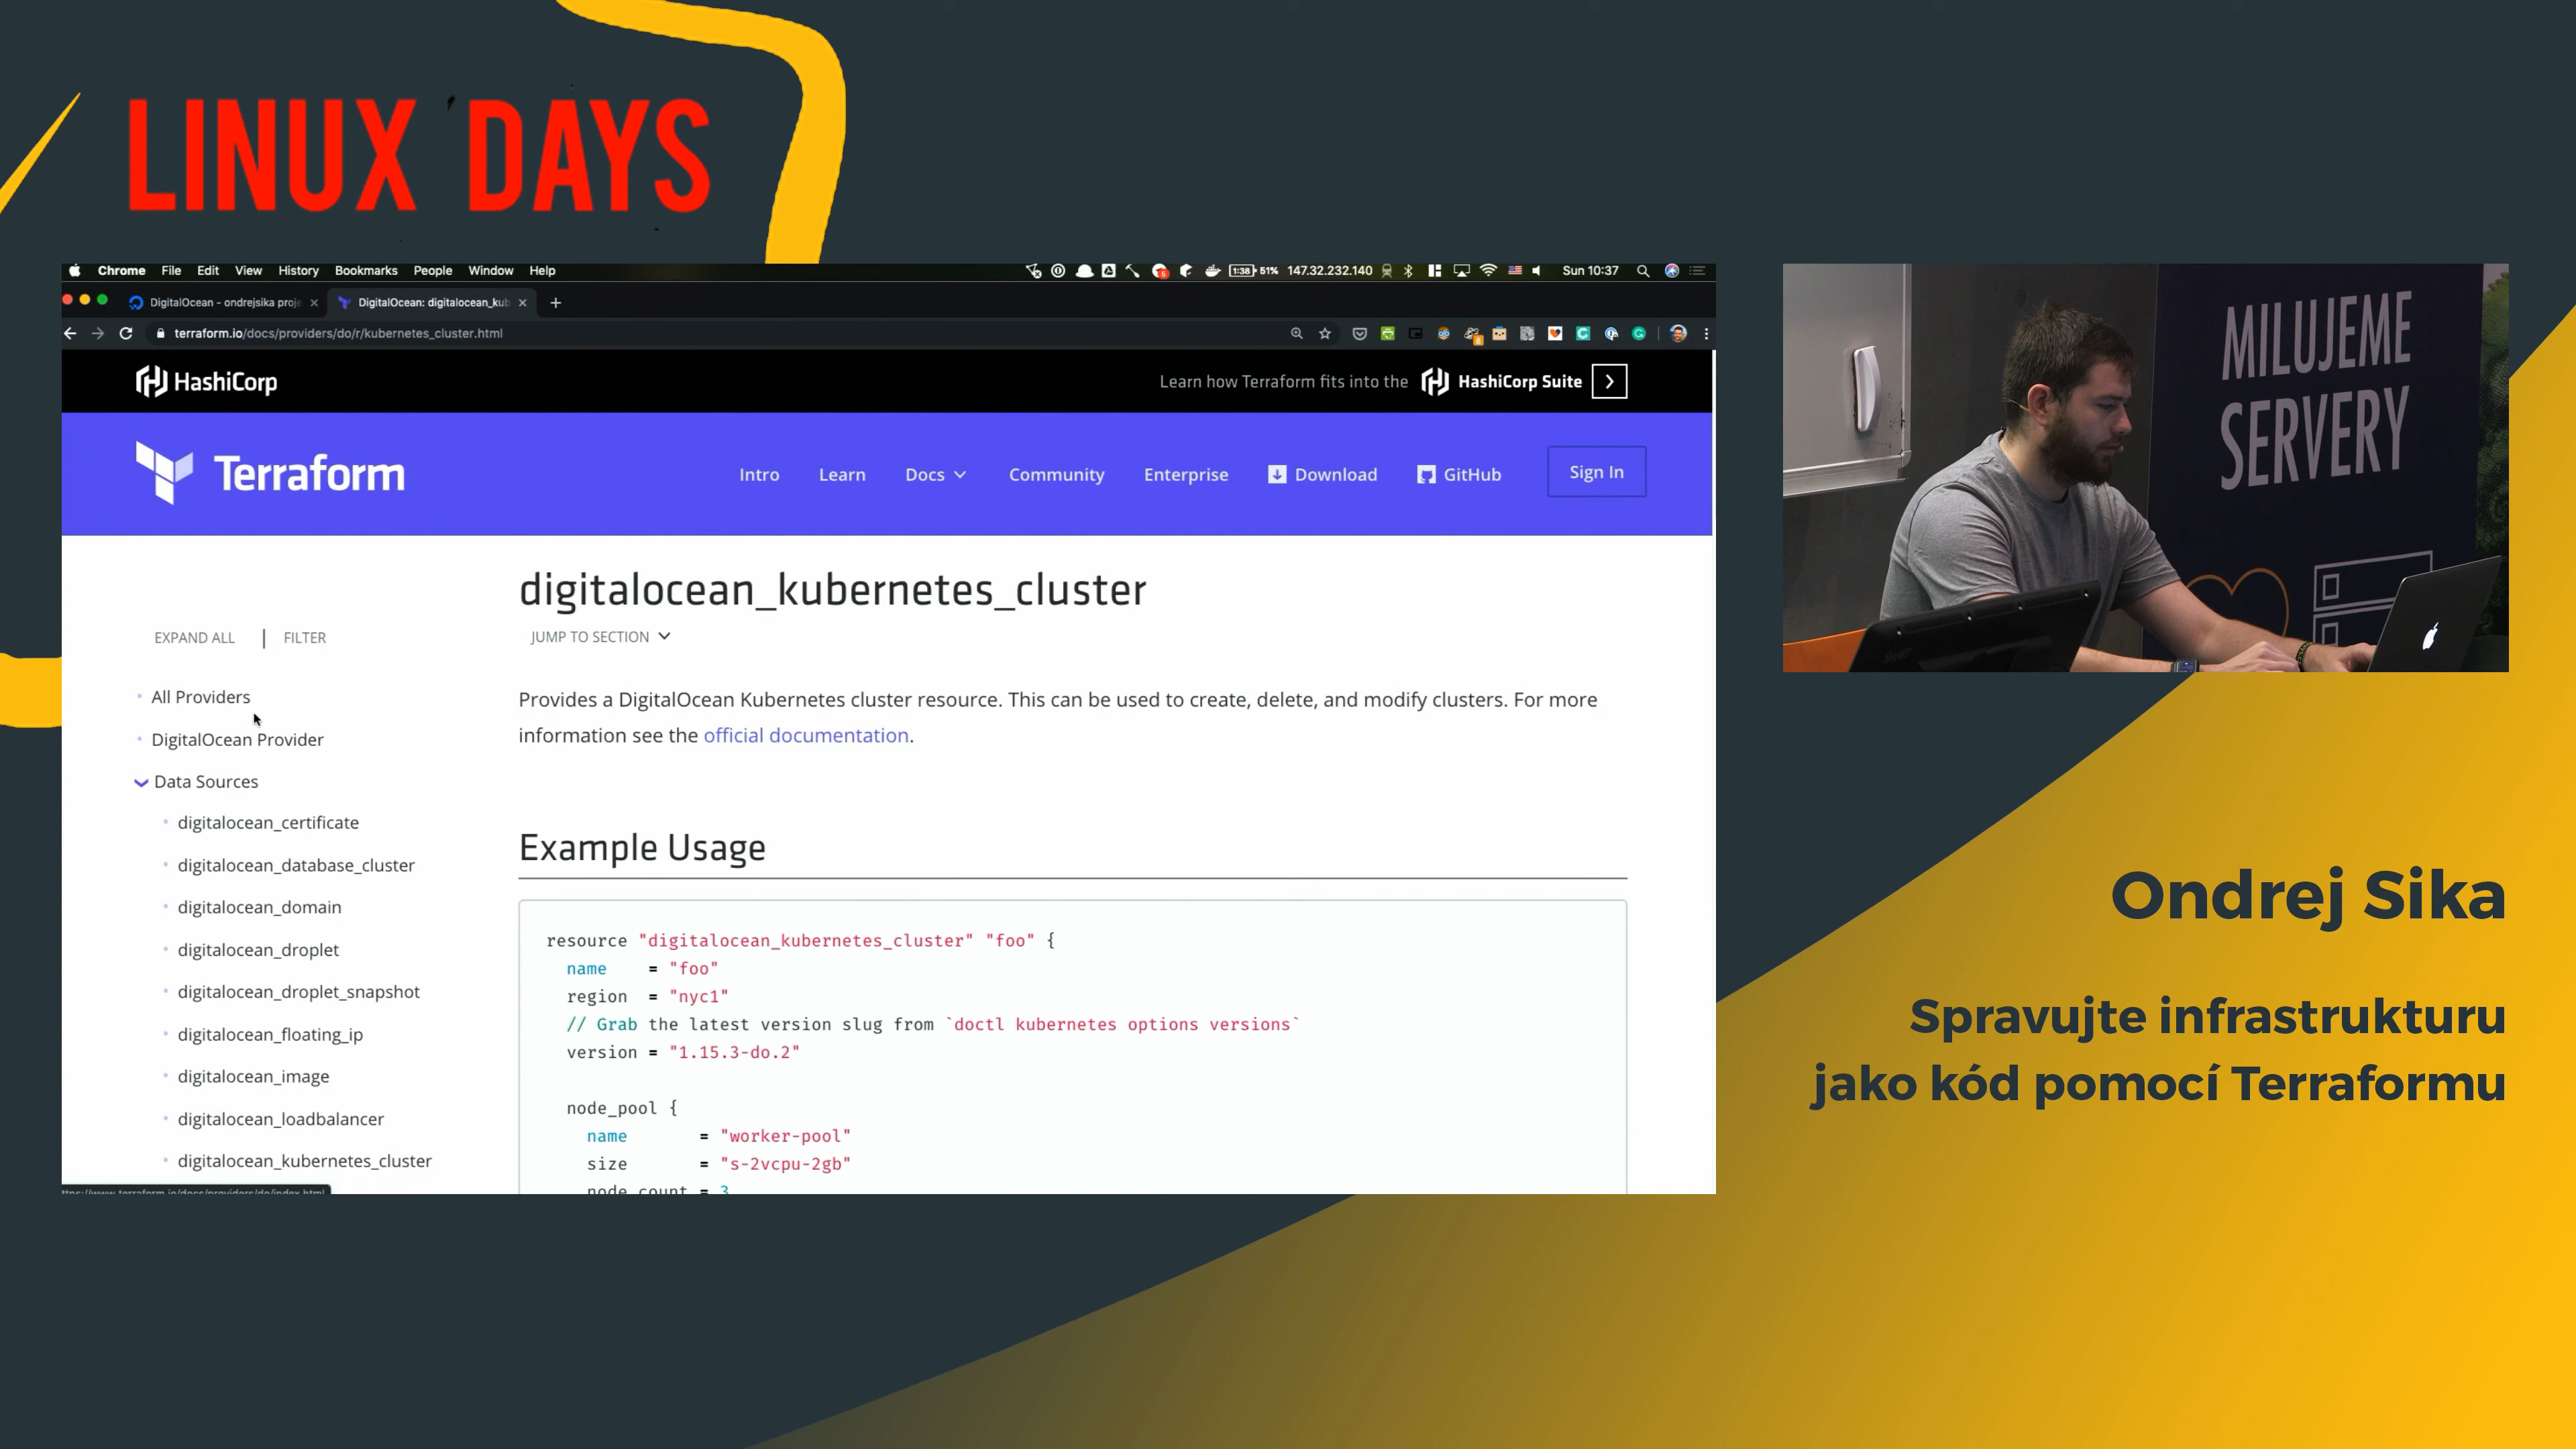 LINUX DAYS
Chrome File Edit View History Bookmarks People Window Help
1:38 51% 147.32.232.140 Sun 10:37
DigitalOcean - ondrejsika proje
DigitalOcean: digitalocean_kub
terraform.io/docs/providers/do/r/kubernetes_cluster.html
HashiCorp
Learn how Terraform fits into the HashiCorp Suite
Terraform
Intro Learn Docs Community Enterprise Download GitHub Sign In
digitalocean_kubernetes_cluster
JUMP TO SECTION
EXPAND ALL | FILTER
All Providers
DigitalOcean Provider
Data Sources
digitalocean_certificate
digitalocean_database_cluster
digitalocean_domain
digitalocean_droplet
digitalocean_droplet_snapshot
digitalocean_floating_ip
digitalocean_image
digitalocean_loadbalancer
digitalocean_kubernetes_cluster
Provides a DigitalOcean Kubernetes cluster resource. This can be used to create, delete, and modify clusters. For more
information see the official documentation.
Example Usage
resource "digitalocean_kubernetes_cluster" "foo" {
name = "foo"
region = "nyc1"
// Grab the latest version slug from `doctl kubernetes options versions`
version = "1.15.3-do.2"
node_pool {
name = "worker-pool"
size = "s-2vcpu-2gb"
node_count = 3
MILUJEME
SERVERY
Ondrej Sika
Spravujte infrastrukturu
jako kód pomocí Terraformu